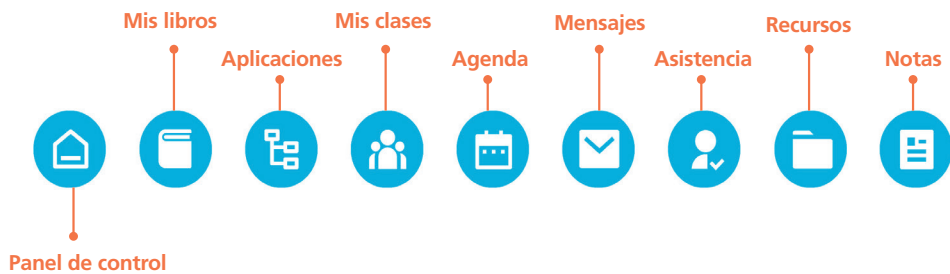 Mis libros
Mis clases
Mensajes
Recursos
Aplicaciones
Agenda
Asistencia
Notas
Panel de control